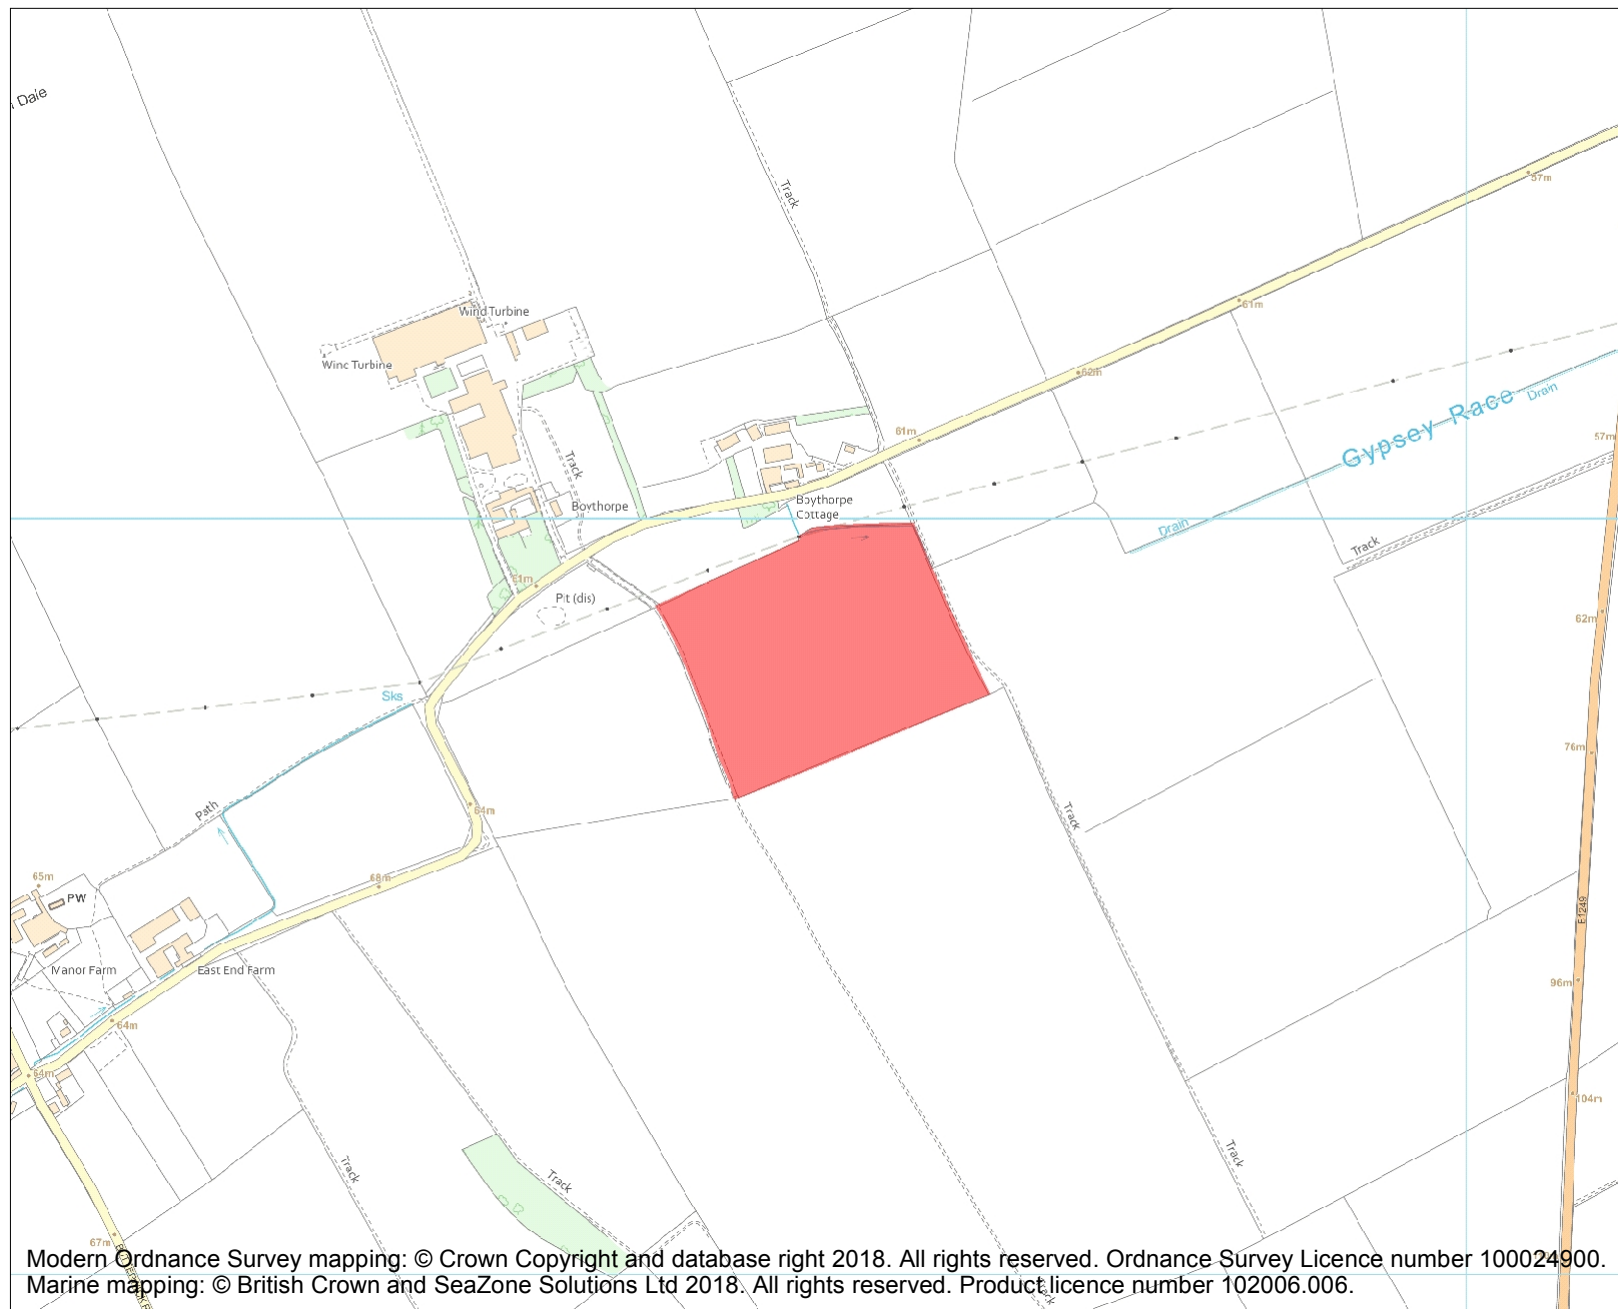 Track
57m
Wind Turbine
Winc Turbine
61m
62m
Gypsey Race
Drain
57m
61m
Track
Boythorpe
Boythorpe
Cottage
Drain
Track
61m
Pit (dis)
62m
Sks
76m
Path
64m
Track
65m
PW
68m
B1249
Manor Farm
East End Farm
96m
64m
64m
104m
Track
Track
Track
67m
Track
Modern Ordnance Survey mapping: © Crown Copyright and database right 2018. All rights reserved. Ordnance Survey Licence number 100024900.
Marine mapping: © British Crown and SeaZone Solutions Ltd 2018. All rights reserved. Product licence number 102006.006.